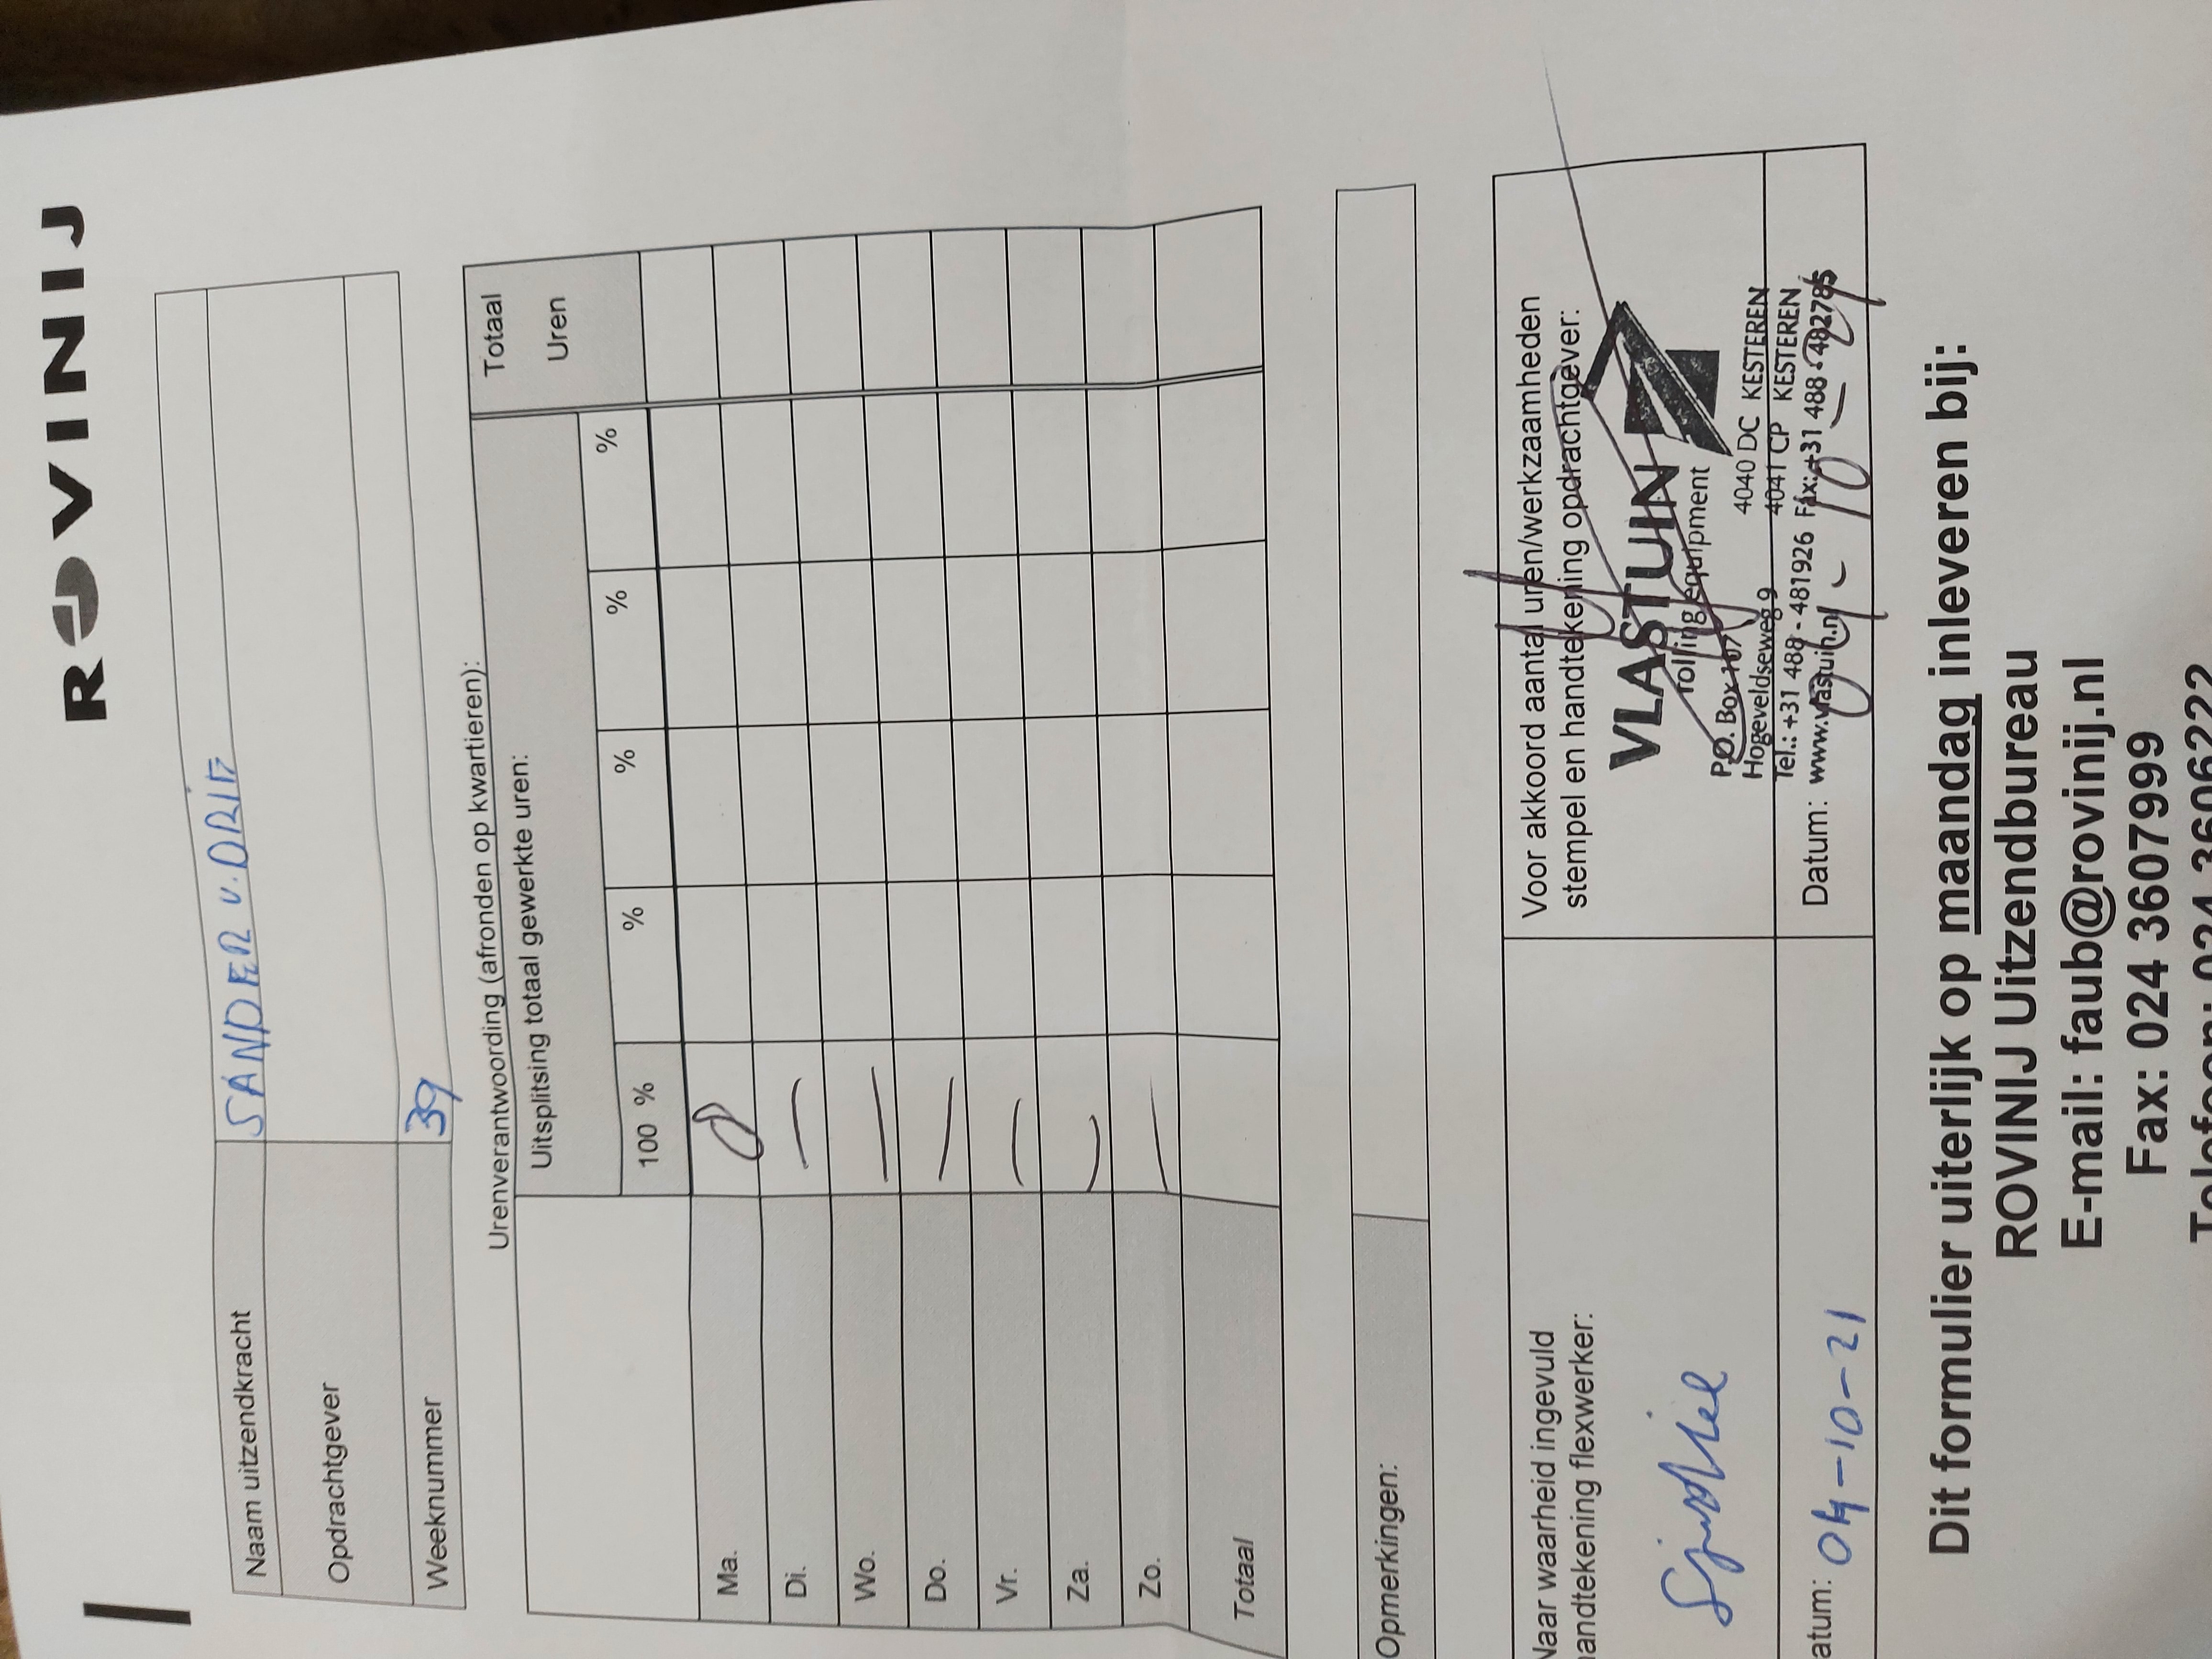 ROVINIJ
Naam uitzendkracht SANDER v. DRIE
Opdrachtgever
Weeknummer 39
Urenverantwoording (afronden op kwartieren):
Uitsplitsing totaal gewerkte uren:
Totaal
Uren
100 % % % % %
Ma. 8
Di. —
Wo. —
Do. —
Vr. —
Za. —
Zo. —
Totaal
Opmerkingen:
Naar waarheid ingevuld
handtekening flexwerker:
Voor akkoord aantal uren/werkzaamheden
stempel en handtekening opdrachtgever:
VLASTUIN
rolling equipment
P.O. Box 107 4040 DC KESTEREN
Hogeveldseweg 9 4041 CP KESTEREN
Tel.: +31 488 - 481926 Fax: +31 488 - 482785
www.vlastuin.nl
atum: 04-10-21
Datum: 04-10-21
Dit formulier uiterlijk op maandag inleveren bij:
ROVINIJ Uitzendbureau
E-mail: faub@rovinij.nl
Fax: 024 3607999
Telefoon: 024 3606222